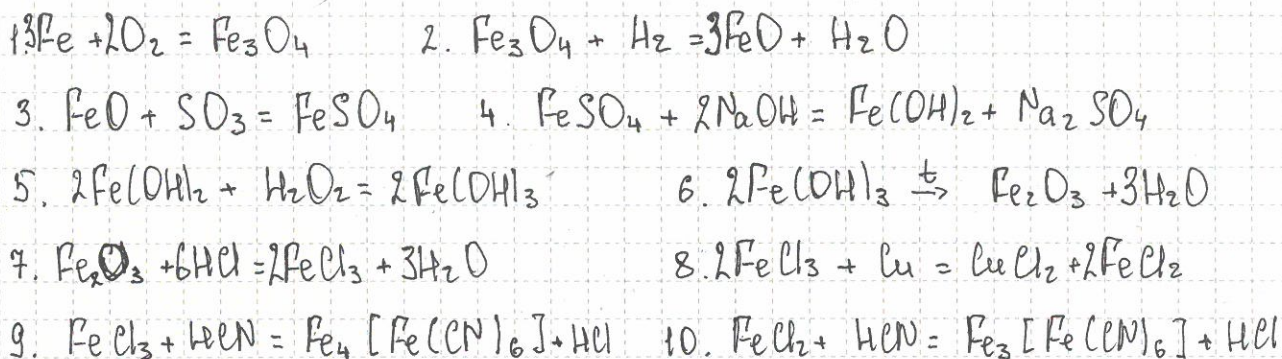 1 3Fe + 2O₂ = Fe₃O₄ 2. Fe₃O₄ + H₂ = 3FeO + H₂O
3. FeO + SO₃ = FeSO₄ 4. FeSO₄ + 2NaOH = Fe(OH)₂ + Na₂SO₄
5. 2Fe(OH)₂ + H₂O₂ = 2Fe(OH)₃ 6. 2Fe(OH)₃ →ᵗ Fe₂O₃ + 3H₂O
7. Fe₂O₃ + 6HCl = 2FeCl₃ + 3H₂O 8. 2FeCl₃ + Cu = CuCl₂ + 2FeCl₂
9. FeCl₃ + HCN = Fe₄[Fe(CN)₆] + HCl 10. FeCl₂ + HCN = Fe₃[Fe(CN)₆] + HCl